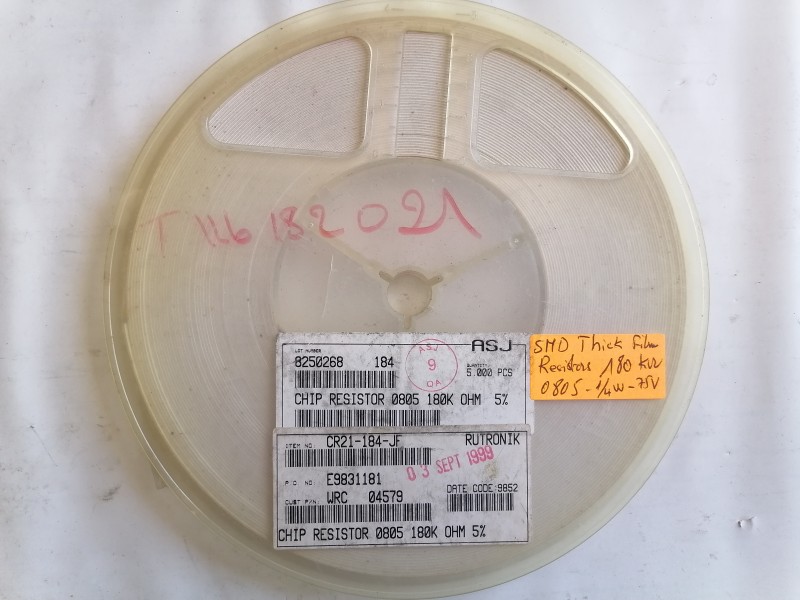 T 146 182021
ASJ
LOT NUMBER
8250268 184
ASJ
9
QA
QUANTITY
5.000 PCS
CHIP RESISTOR 0805 180K OHM 5%
SMD Thick film
Resistors 180 KΩ
0805 - 1/4W - 75V
ITEM NO. CR21-184-JF RUTRONIK
03 SEPT 1999
P.O NO E9831181
CUST P/N. WRC 04579
DATE CODE:9852
CHIP RESISTOR 0805 180K OHM 5%